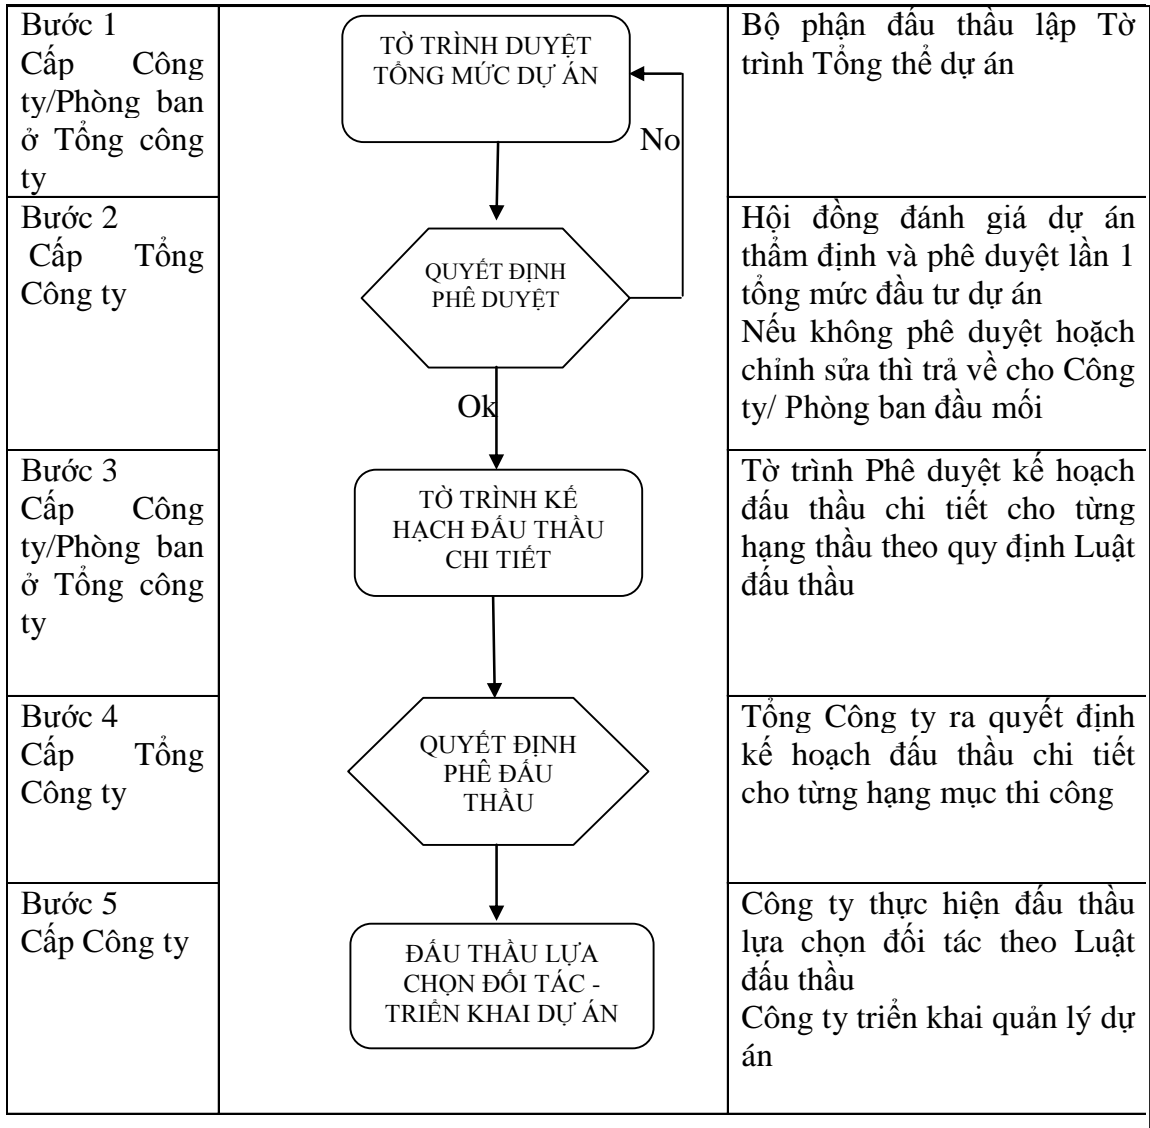 Bước 1
Cấp Công
ty/Phòng ban
ở Tổng công
ty
TỜ TRÌNH DUYỆT
TỔNG MỨC DỰ ÁN
No
Bộ phận đấu thầu lập Tờ
trình Tổng thể dự án
Bước 2
Cấp Tổng
Công ty
QUYẾT ĐỊNH
PHÊ DUYỆT
Ok
Hội đồng đánh giá dự án
thẩm định và phê duyệt lần 1
tổng mức đầu tư dự án
Nếu không phê duyệt hoặch
chỉnh sửa thì trả về cho Công
ty/ Phòng ban đầu mối
Bước 3
Cấp Công
ty/Phòng ban
ở Tổng công
ty
TỜ TRÌNH KẾ
HẠCH ĐẤU THẦU
CHI TIẾT
Tờ trình Phê duyệt kế hoạch
đấu thầu chi tiết cho từng
hạng thầu theo quy định Luật
đấu thầu
Bước 4
Cấp Tổng
Công ty
QUYẾT ĐỊNH
PHÊ ĐẤU
THẦU
Tổng Công ty ra quyết định
kế hoạch đấu thầu chi tiết
cho từng hạng mục thi công
Bước 5
Cấp Công ty
ĐẤU THẦU LỰA
CHỌN ĐỐI TÁC -
TRIỂN KHAI DỰ ÁN
Công ty thực hiện đấu thầu
lựa chọn đối tác theo Luật
đấu thầu
Công ty triển khai quản lý dự
án